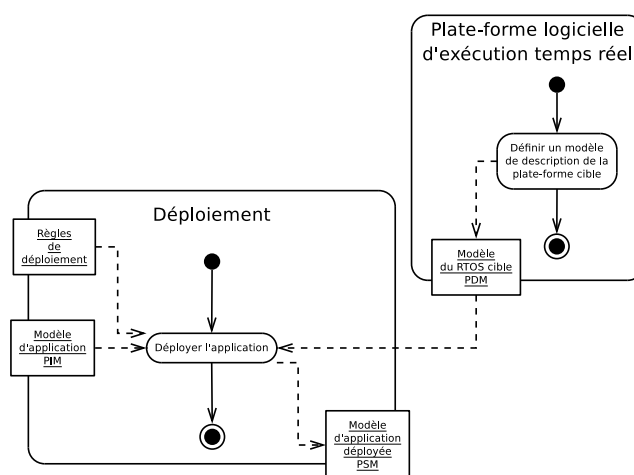 Plate-forme logicielle
d'exécution temps réel
Définir un modèle
de description de la
plate-forme cible
Modèle
du RTOS cible
PDM
Déploiement
Règles
de
déploiement
Modèle
d'application
PIM
Déployer l'application
Modèle
d'application
déployée
PSM